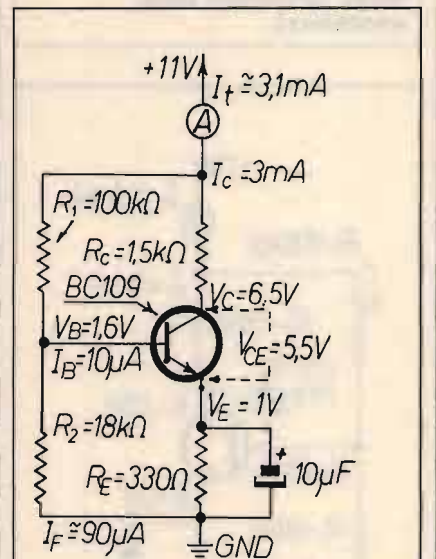 +11V
It ≅ 3,1mA
A
Ic = 3mA
R1 = 100kΩ
Rc = 1,5kΩ
BC109
VC = 6.5V
VB = 1,6V
VCE = 5,5V
IB = 10µA
VE = 1V
R2 = 18kΩ
RE = 330Ω
+
10µF
IF ≅ 90µA
GND